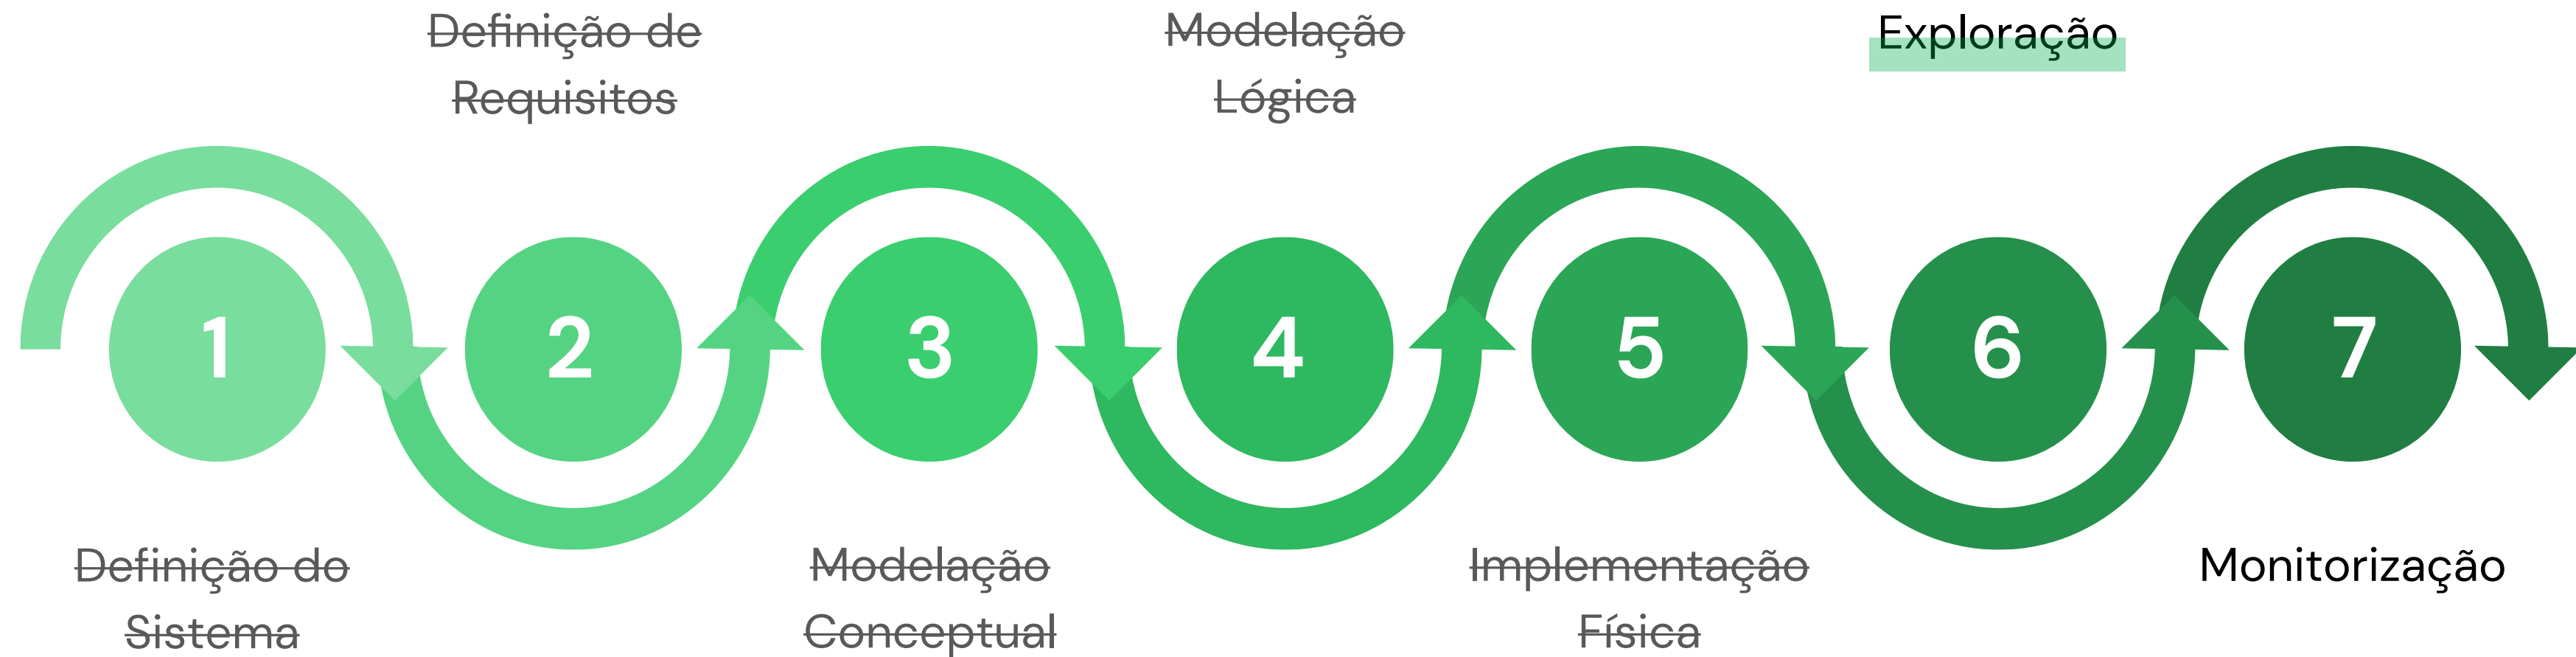 Definição de
Requisitos
Modelação
Lógica
Exploração
1
2
3
4
5
6
7
Definição do
Sistema
Modelação
Conceptual
Implementação
Física
Monitorização